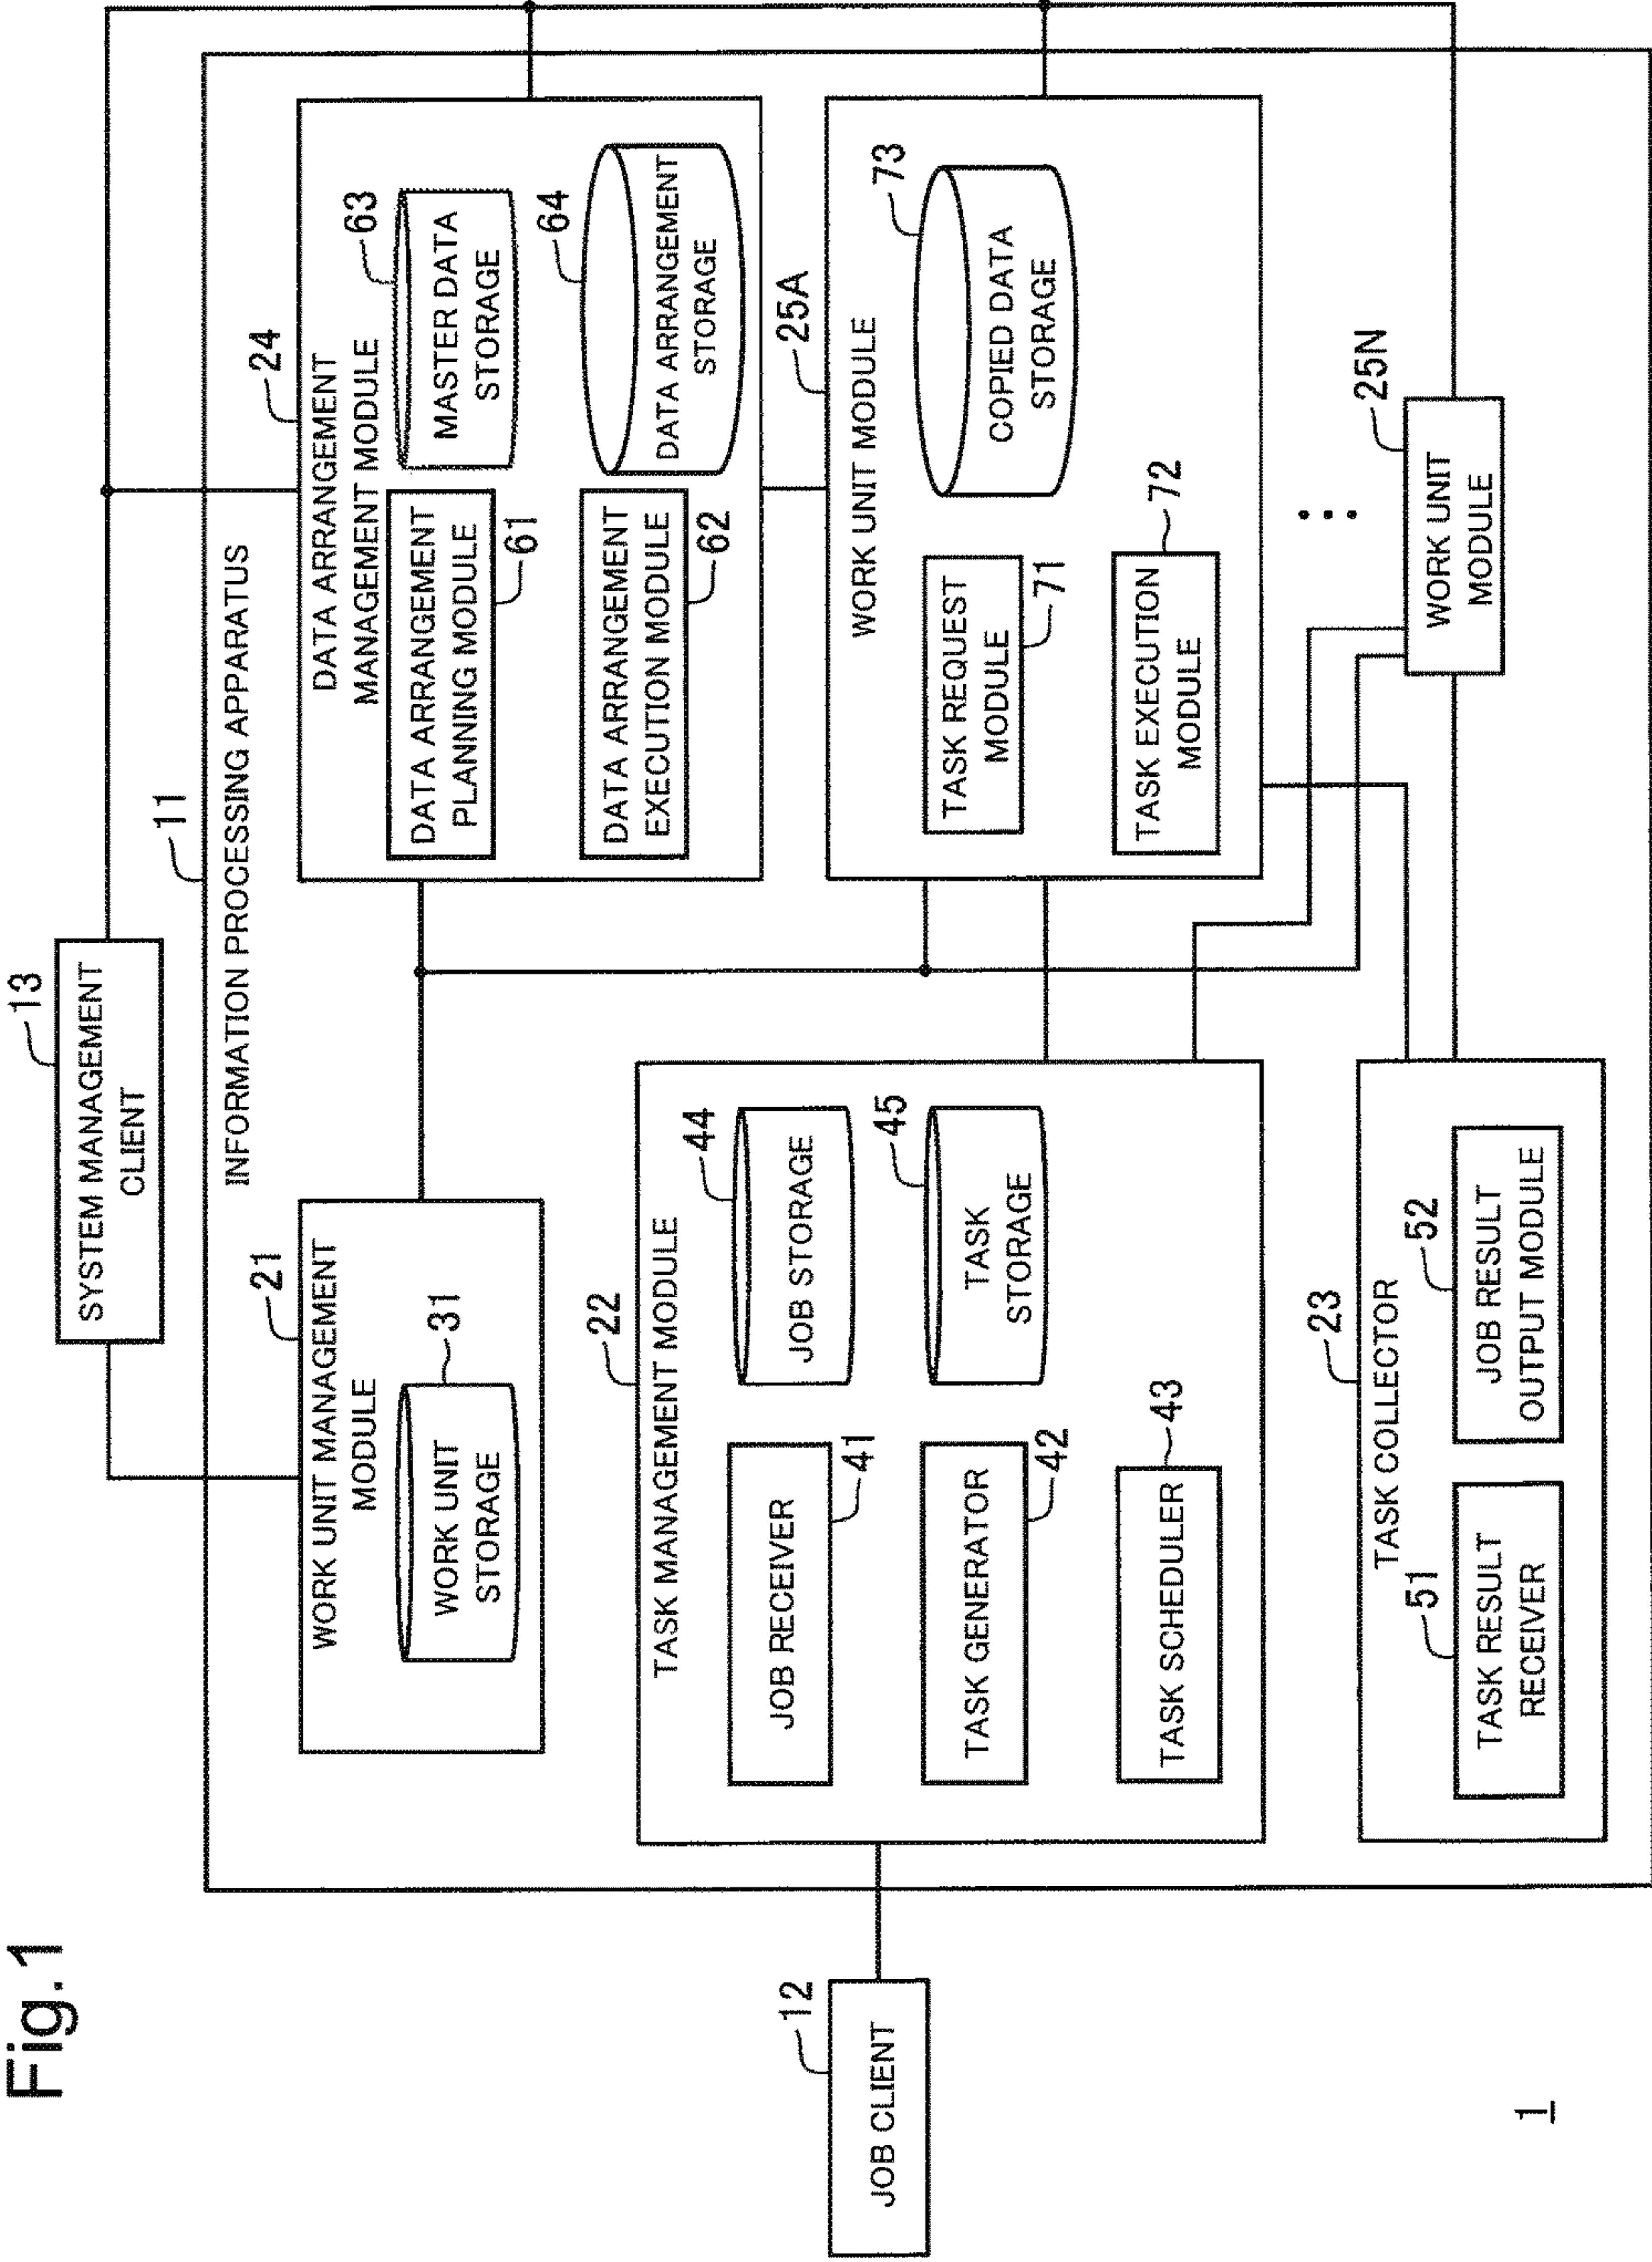 Fig.1
13
SYSTEM MANAGEMENT
CLIENT
11
INFORMATION PROCESSING APPARATUS
21
WORK UNIT MANAGEMENT
MODULE
31
WORK UNIT
STORAGE
24
DATA ARRANGEMENT
MANAGEMENT MODULE
DATA ARRANGEMENT
PLANNING MODULE
61
63
MASTER DATA
STORAGE
DATA ARRANGEMENT
EXECUTION MODULE
62
64
DATA ARRANGEMENT
STORAGE
12
JOB CLIENT
22
TASK MANAGEMENT MODULE
JOB RECEIVER
41
44
JOB STORAGE
TASK GENERATOR
42
45
TASK
STORAGE
TASK SCHEDULER
43
25A
WORK UNIT MODULE
TASK REQUEST
MODULE
71
73
COPIED DATA
STORAGE
TASK EXECUTION
MODULE
72
23
TASK COLLECTOR
51
TASK RESULT
RECEIVER
52
JOB RESULT
OUTPUT MODULE
25N
WORK UNIT
MODULE
1